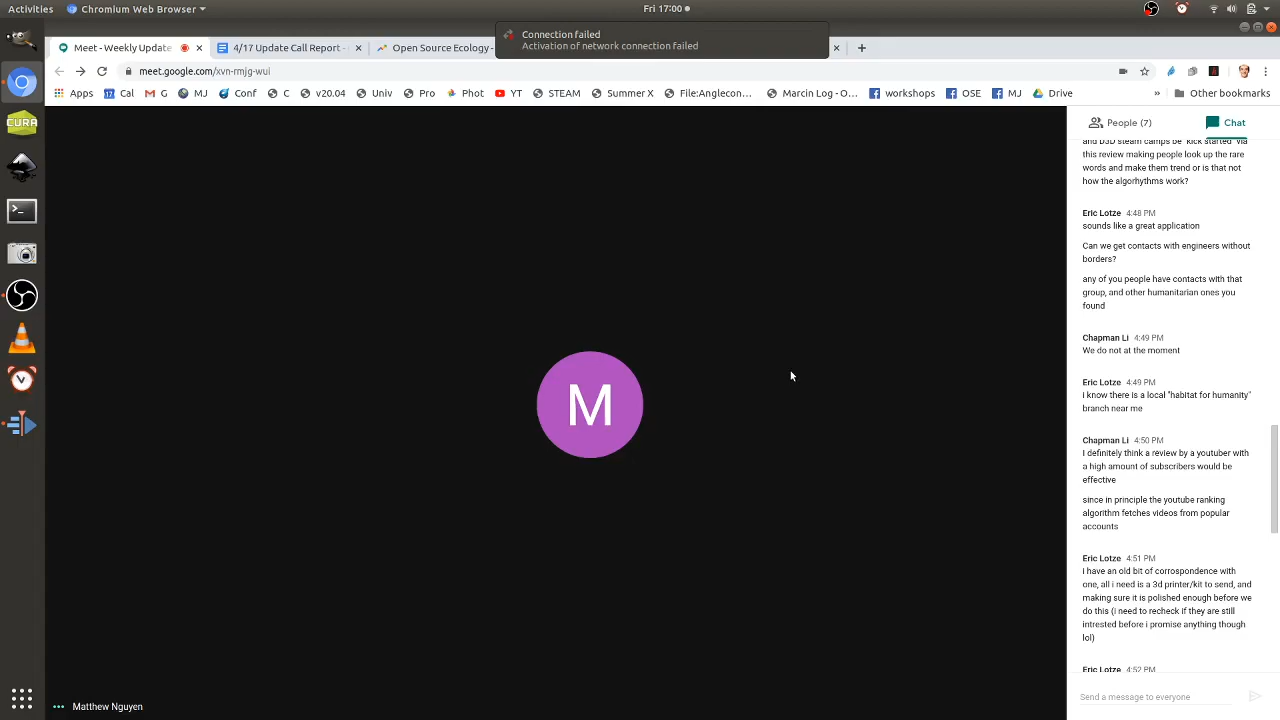 Activities
Chromium Web Browser
Fri 17:00
Connection failed
Activation of network connection failed
Meet - Weekly Update
4/17 Update Call Report -
Open Source Ecology -
meet.google.com/xvn-rmjg-wui
Apps
Cal
M G
MJ
Conf
C
v20.04
Univ
Pro
Phot
YT
STEAM
Summer X
File:Anglecon…
Marcin Log - O…
workshops
OSE
MJ
Drive
»
Other bookmarks
CURA
People (7)
Chat
and D3D steam camps be "kick started" via
this review making people look up the rare
words and make them trend or is that not
how the algorhythms work?
Eric Lotze 4:48 PM
sounds like a great application
Can we get contacts with engineers without
borders?
any of you people have contacts with that
group, and other humanitarian ones you
found
Chapman Li 4:49 PM
We do not at the moment
Eric Lotze 4:49 PM
i know there is a local "habitat for humanity"
branch near me
Chapman Li 4:50 PM
I definitely think a review by a youtuber with
a high amount of subscribers would be
effective
since in principle the youtube ranking
algorithm fetches videos from popular
accounts
Eric Lotze 4:51 PM
i have an old bit of corrospondence with
one, all i need is a 3d printer/kit to send, and
making sure it is polished enough before we
do this (i need to recheck if they are still
intrested before i promise anything though
lol)
Eric Lotze 4:52 PM
Send a message to everyone
M
Matthew Nguyen